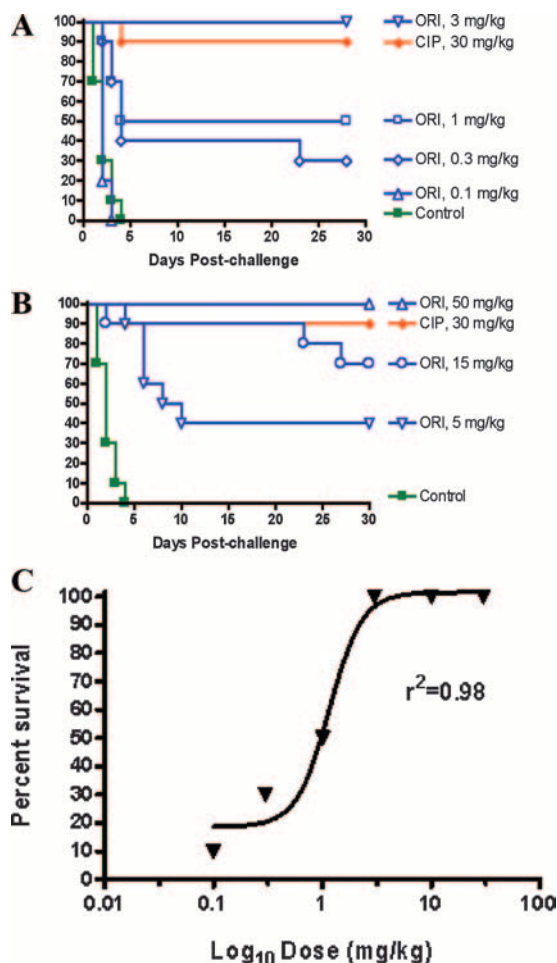 A
100
90
80
70
60
50
40
30
20
10
0
0 5 10 15 20 25 30
Days Post-challenge
ORI, 3 mg/kg
CIP, 30 mg/kg
ORI, 1 mg/kg
ORI, 0.3 mg/kg
ORI, 0.1 mg/kg
Control
B
100
90
80
70
60
50
40
30
20
10
0
0 10 20 30
Days Post-challenge
ORI, 50 mg/kg
CIP, 30 mg/kg
ORI, 15 mg/kg
ORI, 5 mg/kg
Control
C
Percent survival
100
90
80
70
60
50
40
30
20
10
0
r²=0.98
0.01 0.1 1 10 100
Log₁₀ Dose (mg/kg)